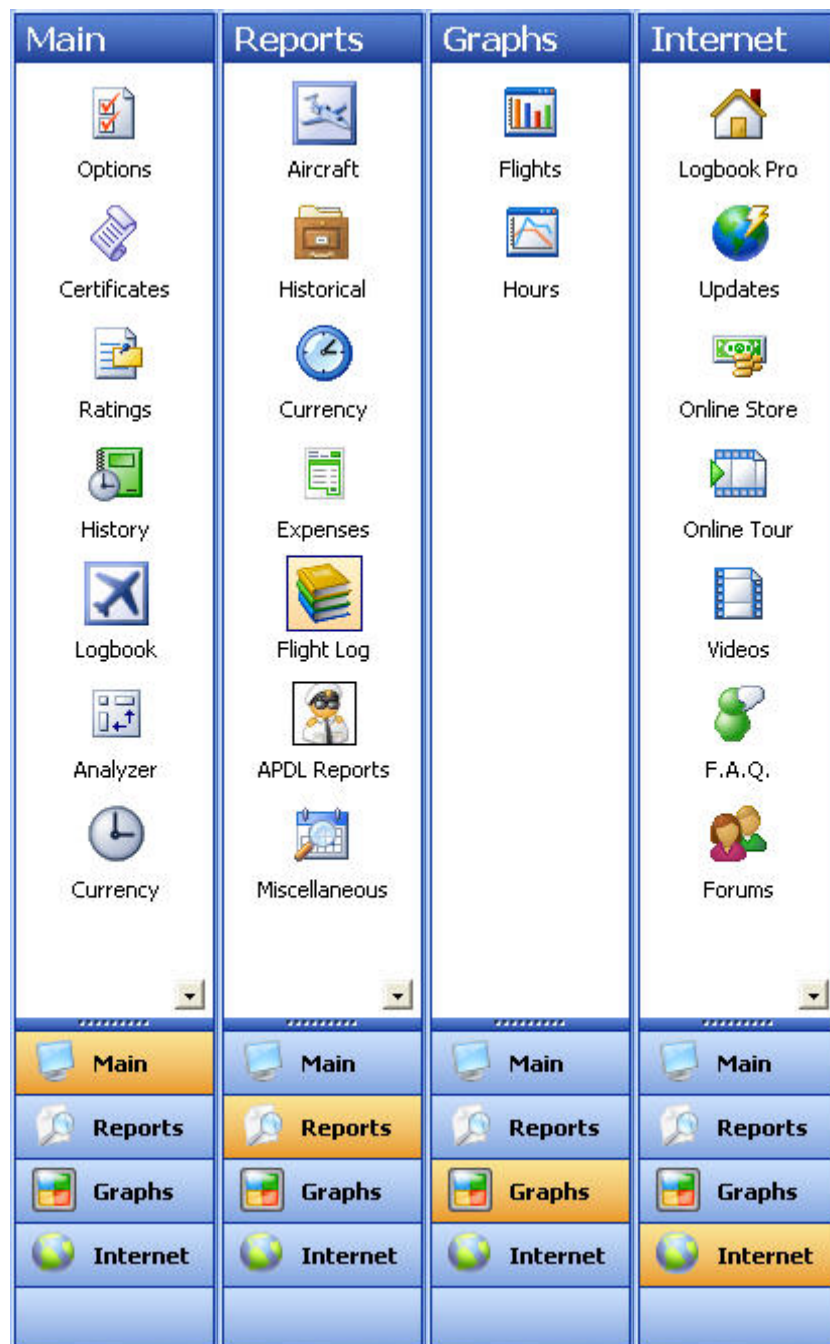 Main
Options
Certificates
Ratings
History
Logbook
Analyzer
Currency
Main
Reports
Graphs
Internet
Reports
Aircraft
Historical
Currency
Expenses
Flight Log
APDL Reports
Miscellaneous
Main
Reports
Graphs
Internet
Graphs
Flights
Hours
Main
Reports
Graphs
Internet
Internet
Logbook Pro
Updates
Online Store
Online Tour
Videos
F.A.Q.
Forums
Main
Reports
Graphs
Internet